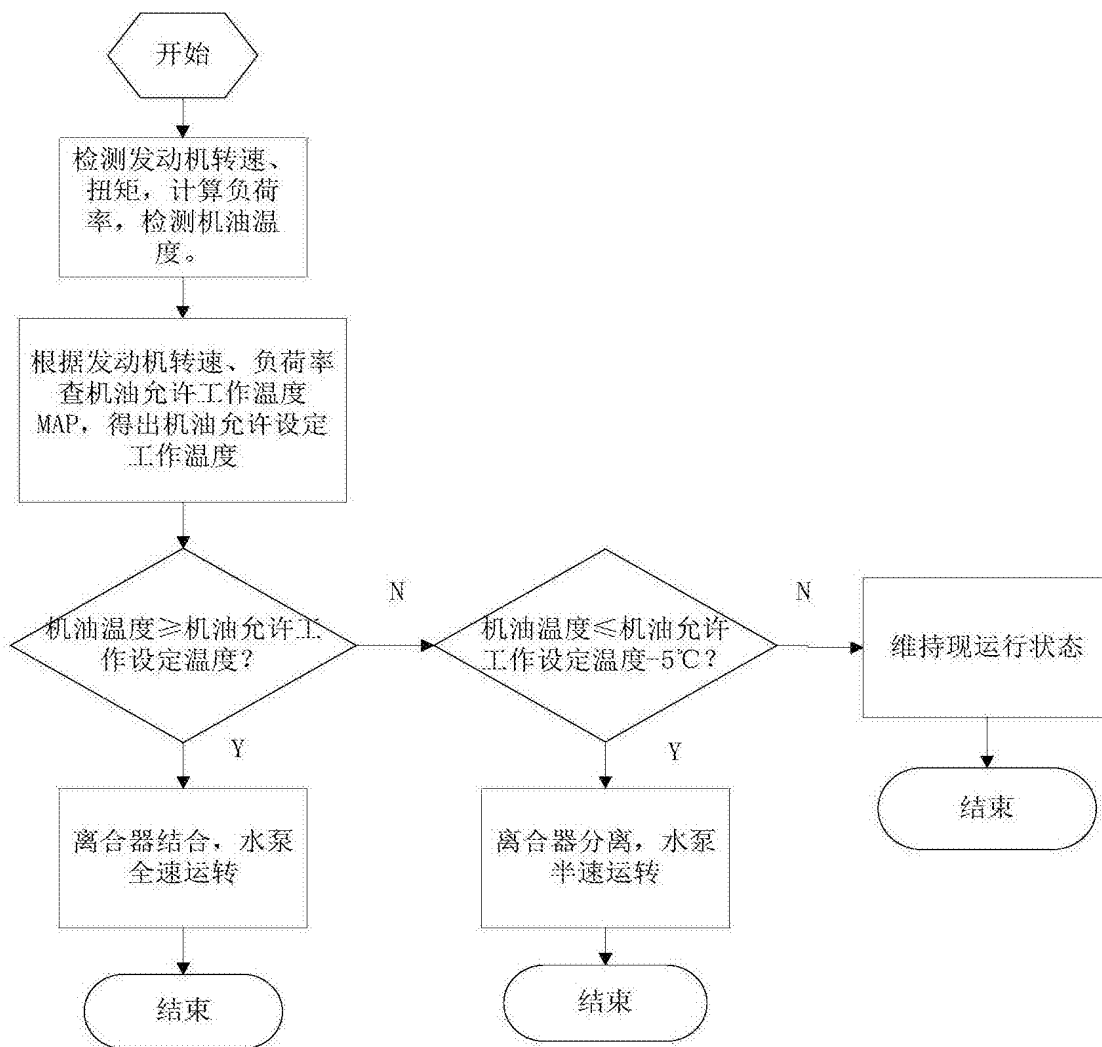 开始
检测发动机转速、
扭矩，计算负荷
率，检测机油温
度。
根据发动机转速、负荷率
查机油允许工作温度
MAP，得出机油允许设定
工作温度
机油温度≥机油允许工
作设定温度？
N
机油温度≤机油允许
工作设定温度-5℃？
N
维持现运行状态
Y
Y
结束
离合器结合，水泵
全速运转
离合器分离，水泵
半速运转
结束
结束